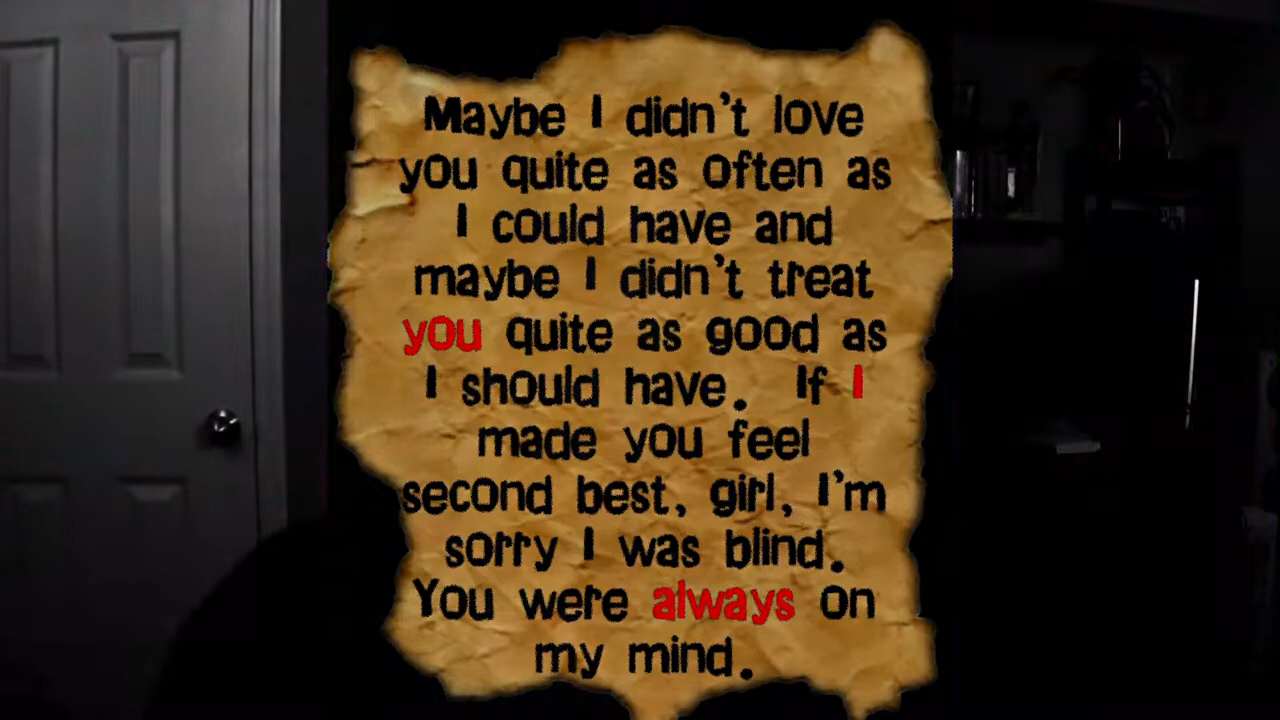 Maybe I didn't love
you quite as often as
I could have and
maybe I didn't treat
you quite as good as
I should have. If I
made you feel
second best, girl, I'm
sorry I was blind.
You were always on
my mind.